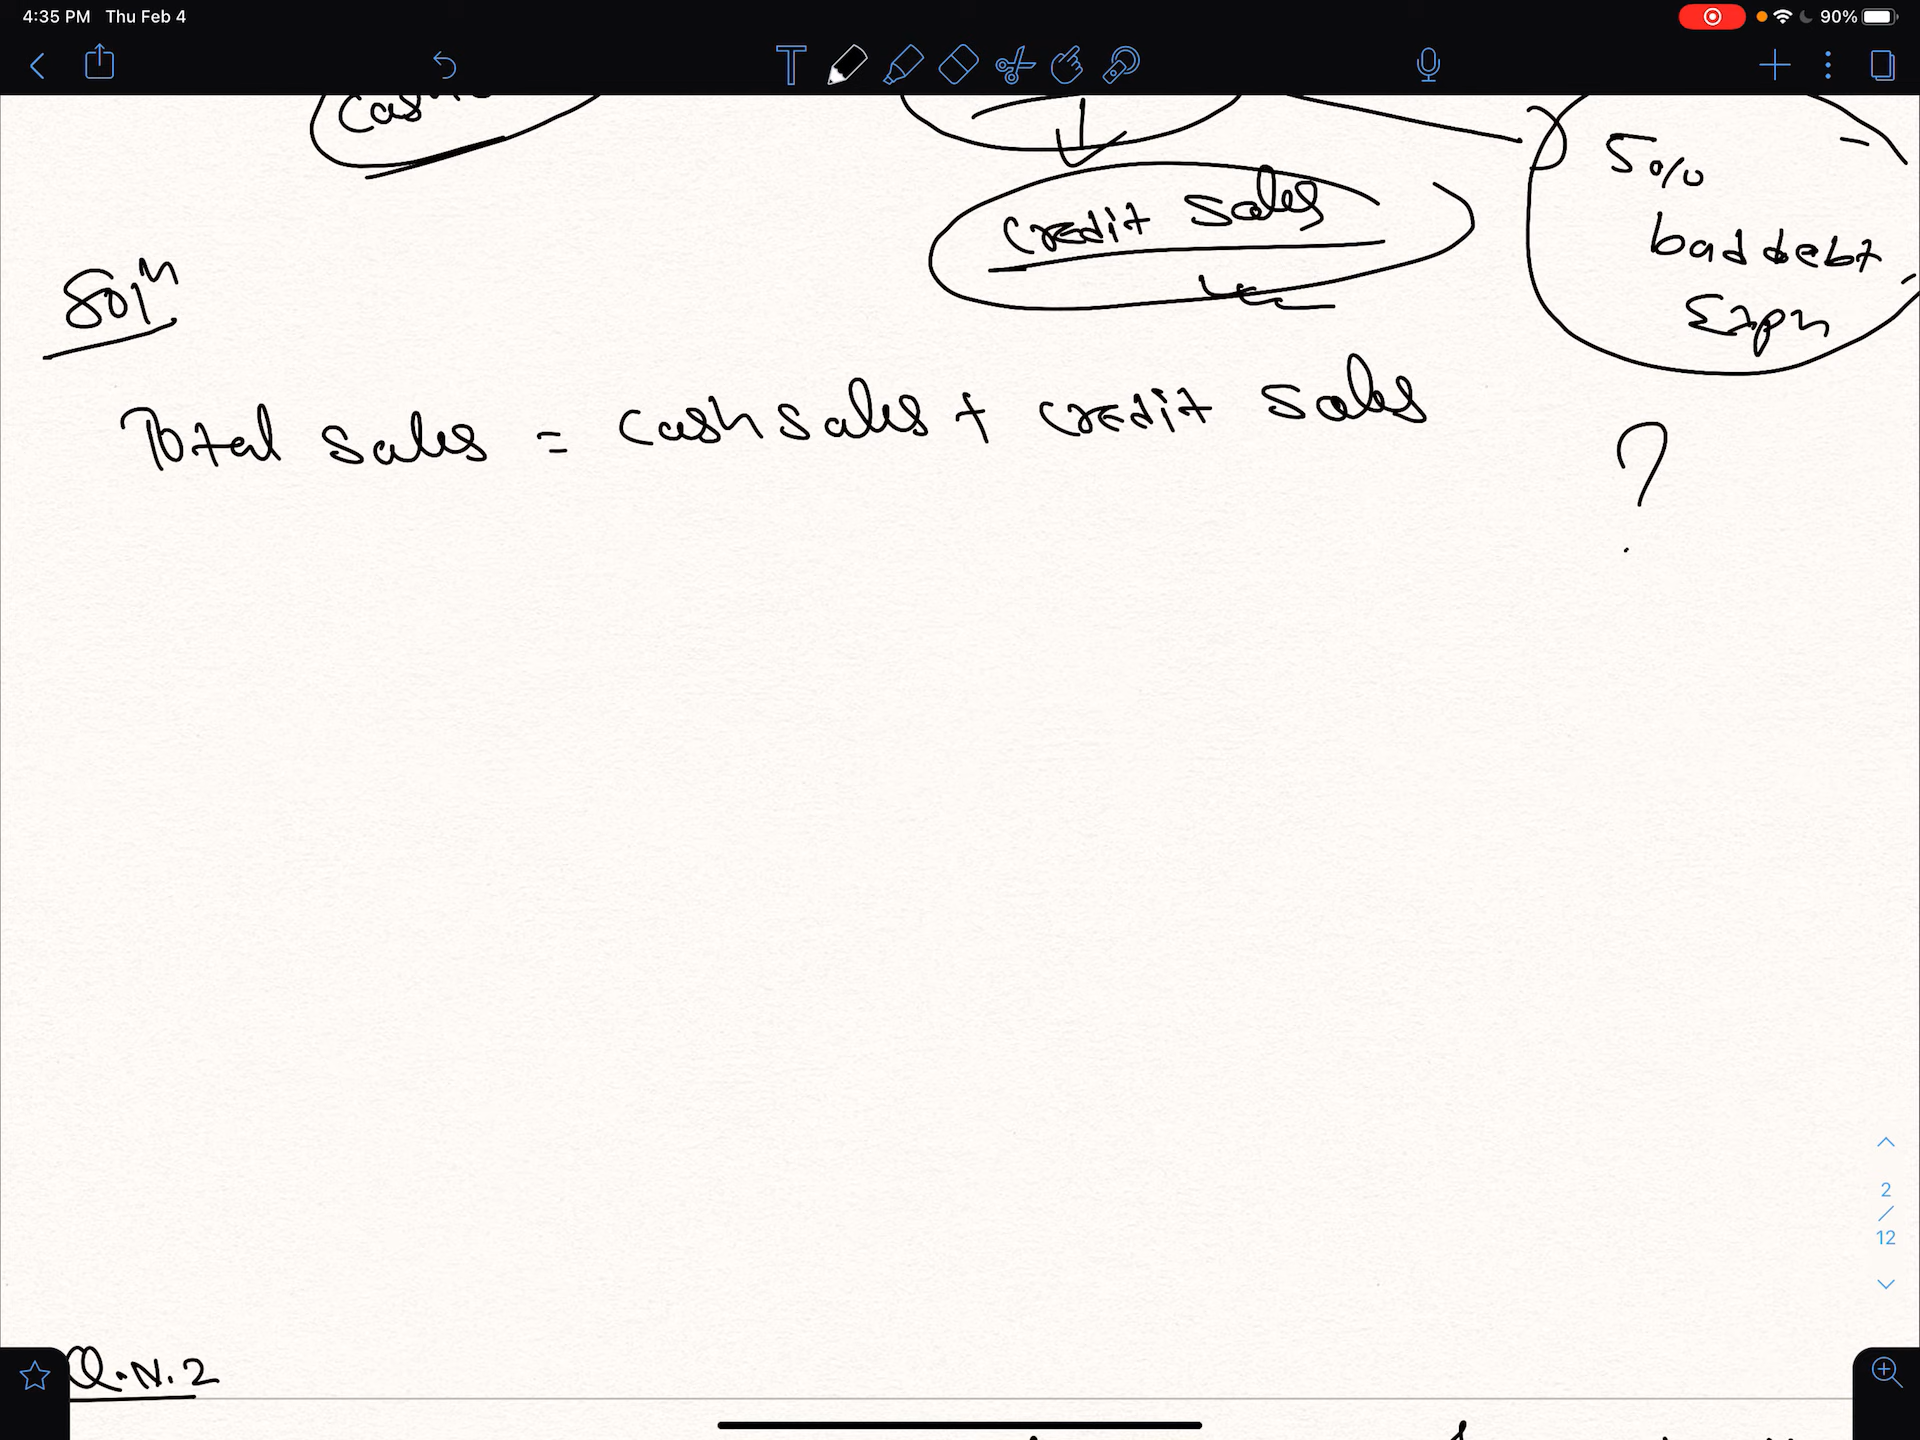 4:35 PM Thu Feb 4
90%
Cash
Credit Sales
5%
bad debt
Expn
Solⁿ
Total Sales = Cash Sales + Credit Sales
?
2
/
12
Q.N.2